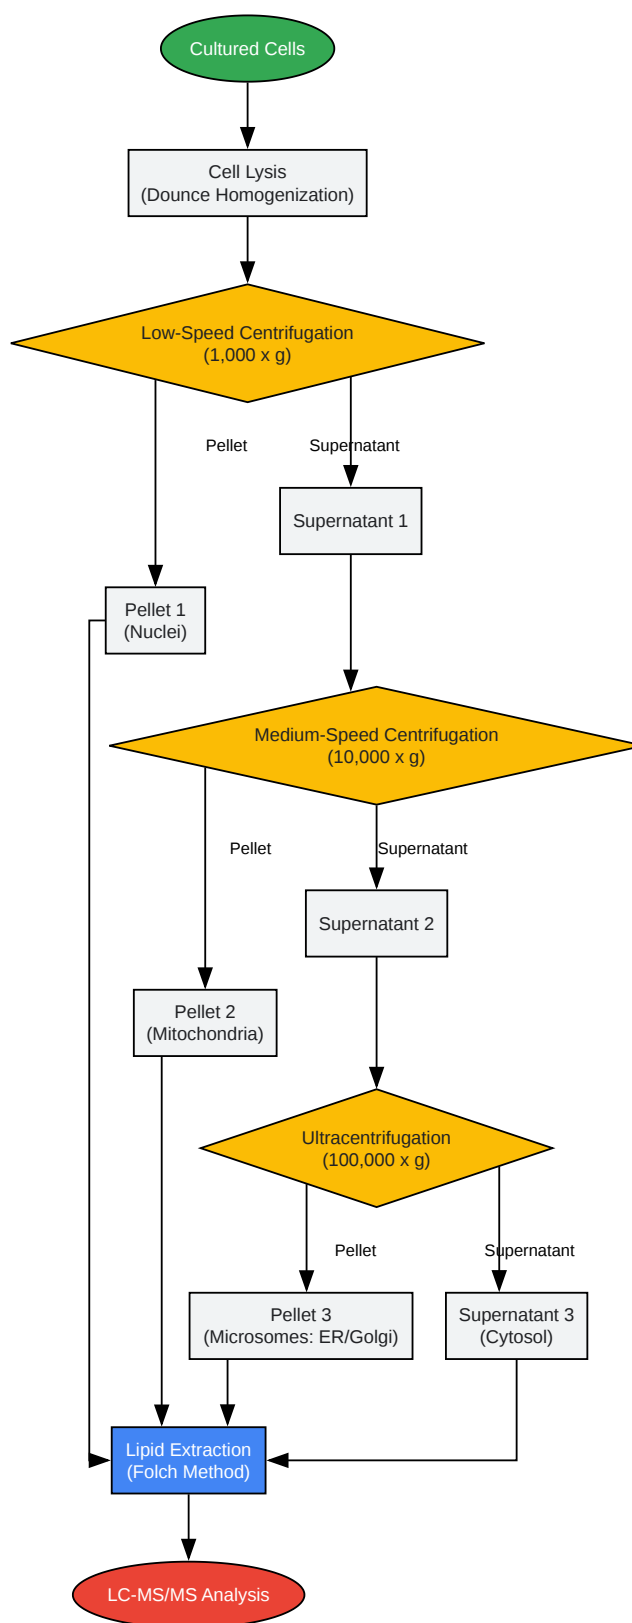 Cultured Cells
Cell Lysis
(Dounce Homogenization)
Low-Speed Centrifugation
(1,000 x g)
Pellet
Supernatant
Supernatant 1
Pellet 1
(Nuclei)
Medium-Speed Centrifugation
(10,000 x g)
Pellet
Supernatant
Supernatant 2
Pellet 2
(Mitochondria)
Ultracentrifugation
(100,000 x g)
Pellet
Supernatant
Pellet 3
(Microsomes: ER/Golgi)
Supernatant 3
(Cytosol)
Lipid Extraction
(Folch Method)
LC-MS/MS Analysis